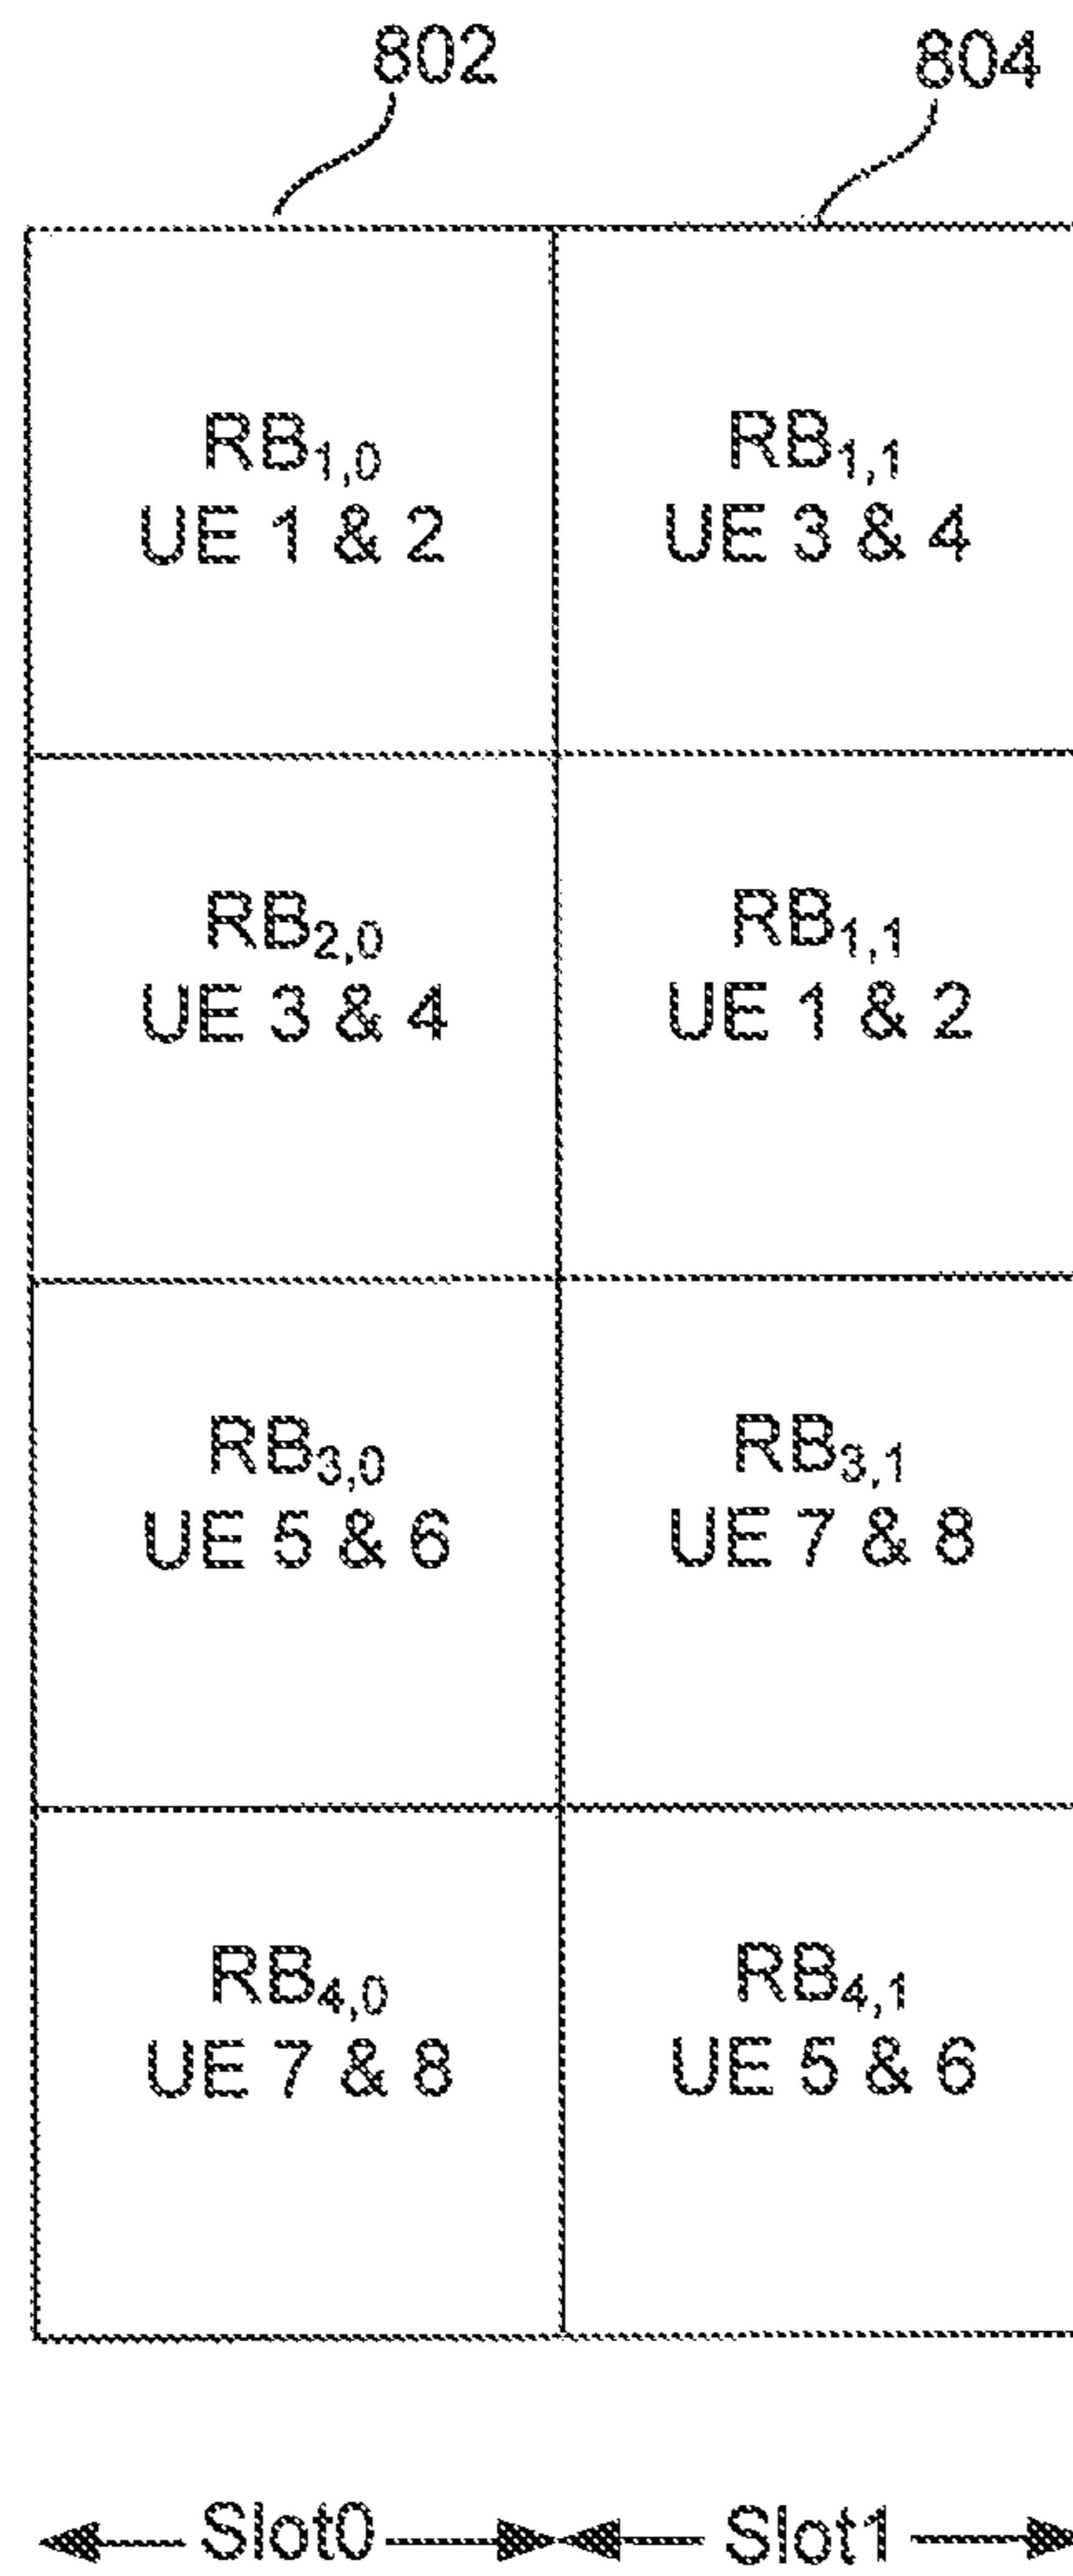 802 804
RB1,0 RB1,1
UE 1 & 2 UE 3 & 4
RB2,0 RB1,1
UE 3 & 4 UE 1 & 2
RB3,0 RB3,1
UE 5 & 6 UE 7 & 8
RB4,0 RB4,1
UE 7 & 8 UE 5 & 6
Slot0 Slot1